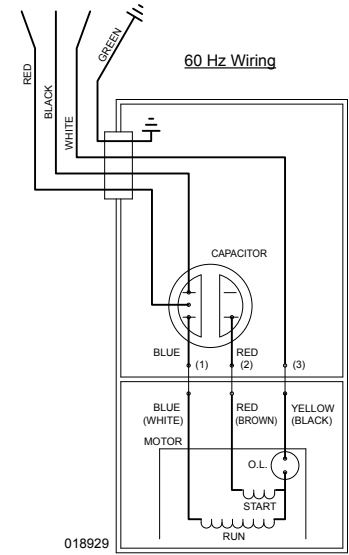 GREEN
60 Hz Wiring
RED
BLACK
WHITE
CAPACITOR
BLUE
(1)
RED
(2)
(3)
BLUE
(WHITE)
RED
(BROWN)
YELLOW
(BLACK)
MOTOR
O.L.
START
RUN
018929